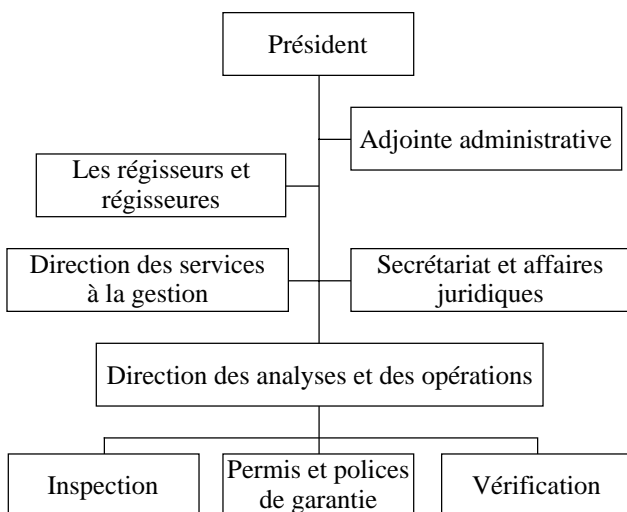 Président
Adjointe administrative
Les régisseurs et
régisseures
Direction des services
à la gestion
Secrétariat et affaires
juridiques
Direction des analyses et des opérations
Inspection
Permis et polices
de garantie
Vérification